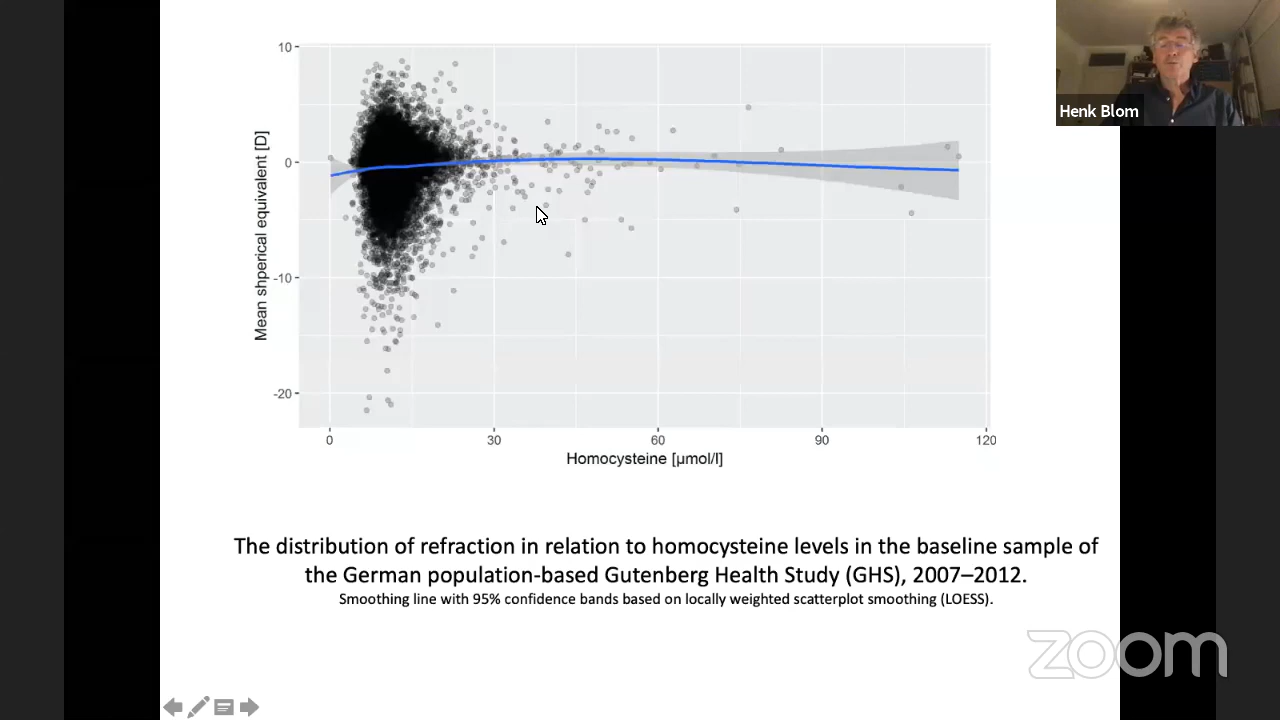 10
0
-10
-20
Mean shperical equivalent [D]
0 30 60 90 120
Homocysteine [µmol/l]
Henk Blom
The distribution of refraction in relation to homocysteine levels in the baseline sample of
the German population-based Gutenberg Health Study (GHS), 2007–2012.
Smoothing line with 95% confidence bands based on locally weighted scatterplot smoothing (LOESS).
zoom